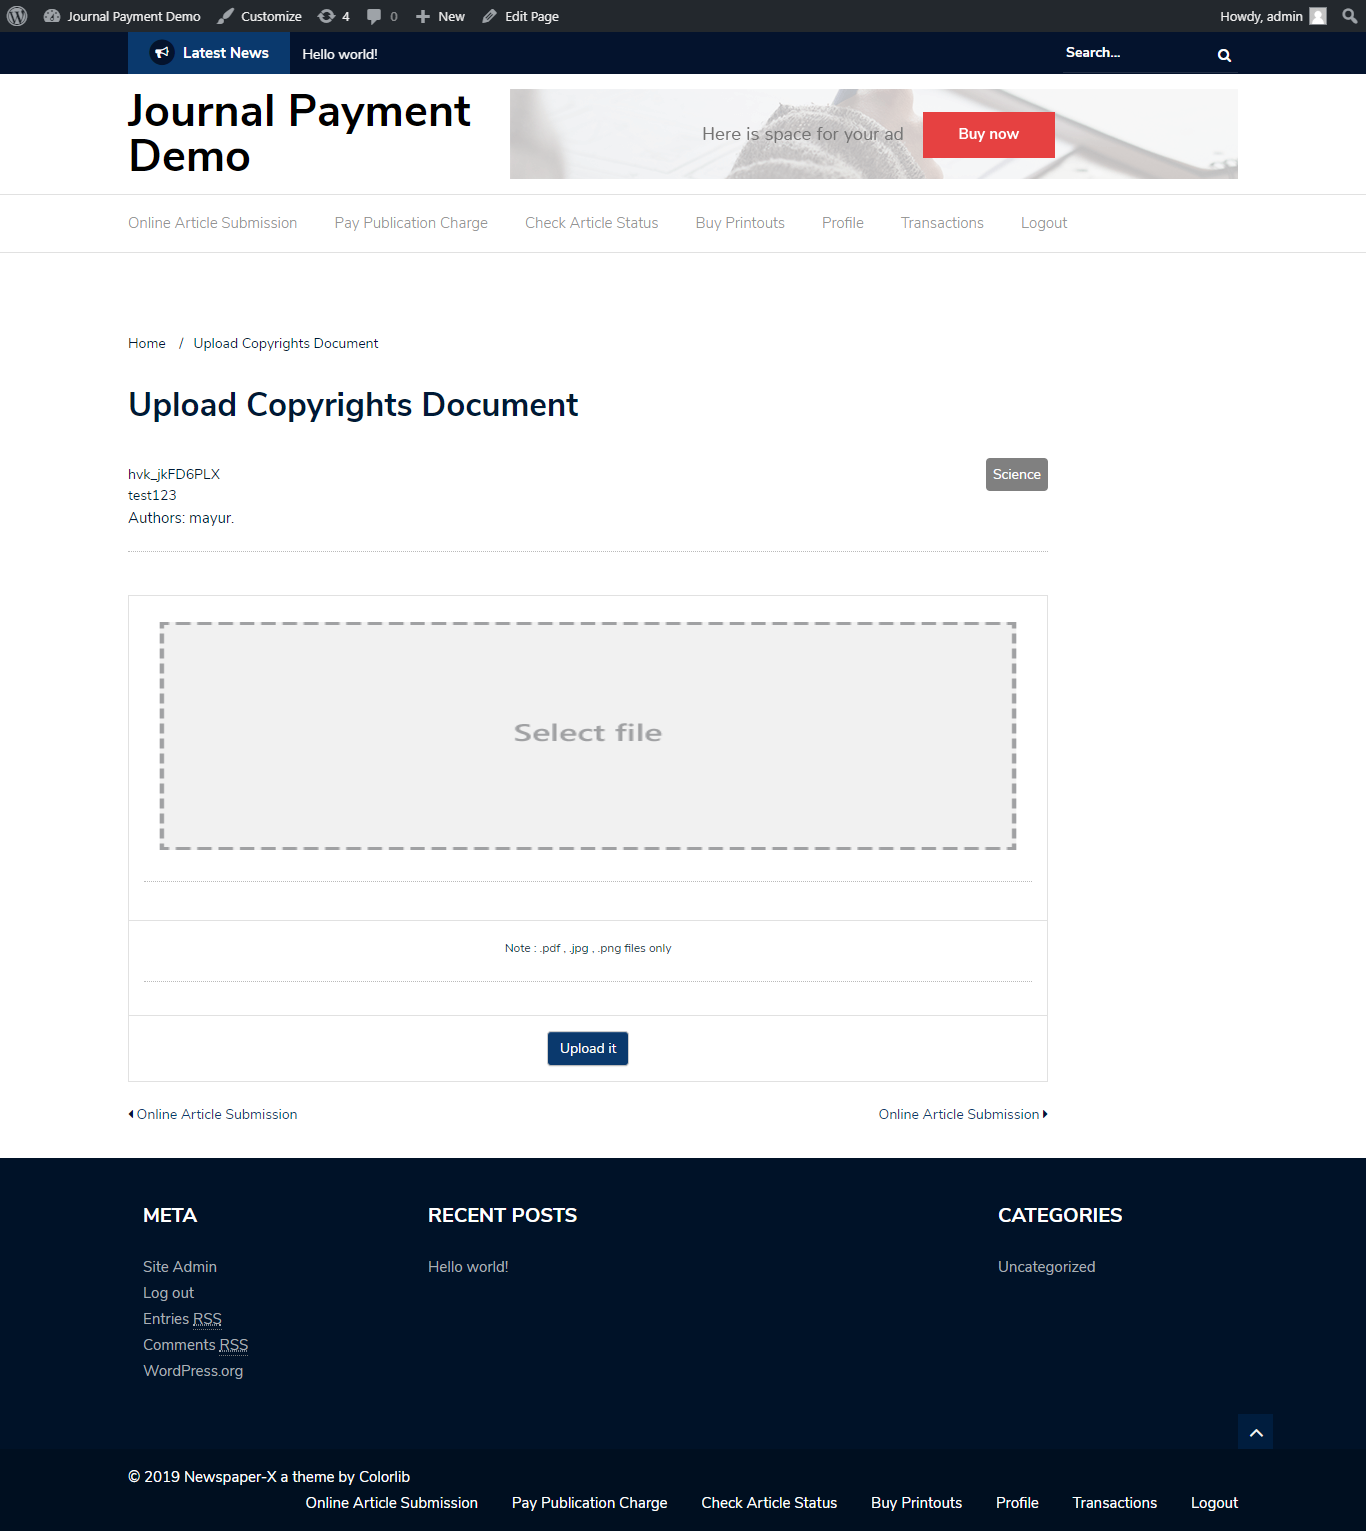 Journal Payment Demo Customize 4 0 New Edit Page Howdy, admin
Latest News Hello world! Search...
Journal Payment
Demo
Here is space for your ad Buy now
Online Article Submission Pay Publication Charge Check Article Status Buy Printouts Profile Transactions Logout
Home / Upload Copyrights Document
Upload Copyrights Document
hvk_jkFD6PLX Science
test123
Authors: mayur.
Select file
Note : .pdf , .jpg , .png files only
Upload it
Online Article Submission Online Article Submission
META RECENT POSTS CATEGORIES
Site Admin Hello world! Uncategorized
Log out
Entries RSS
Comments RSS
WordPress.org
© 2019 Newspaper-X a theme by Colorlib
Online Article Submission Pay Publication Charge Check Article Status Buy Printouts Profile Transactions Logout